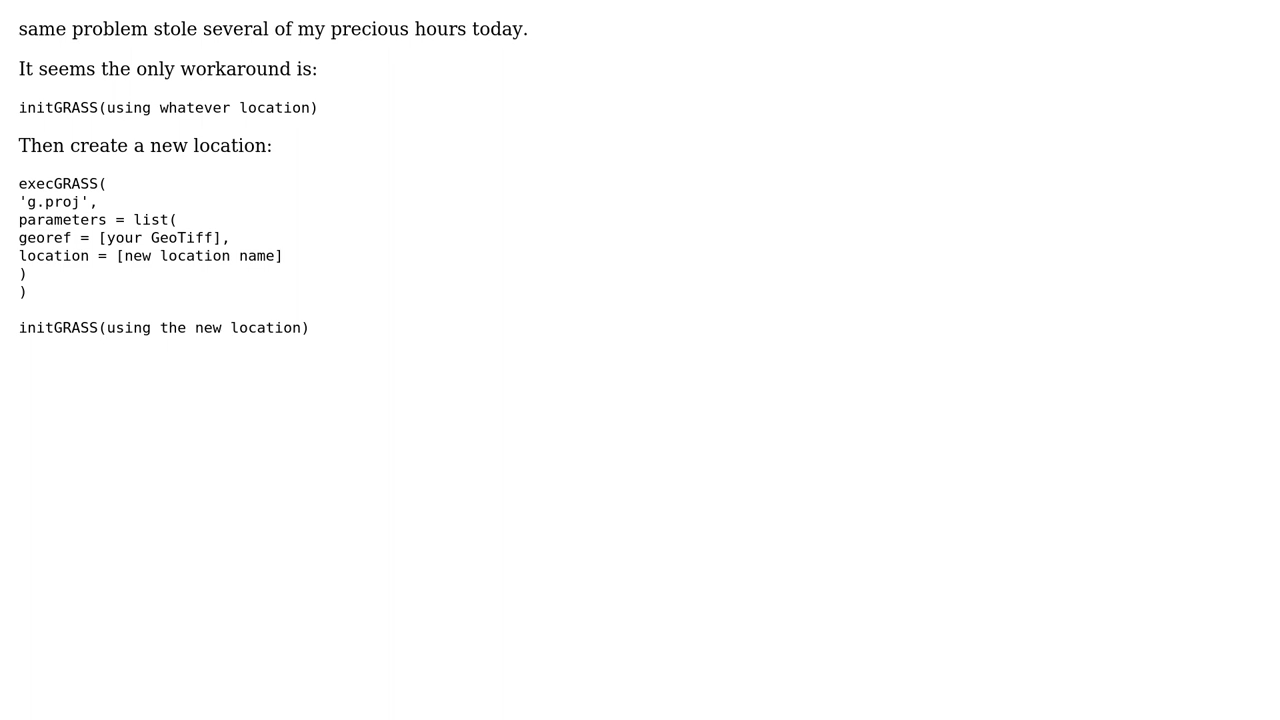 same problem stole several of my precious hours today.
It seems the only workaround is:
initGRASS(using whatever location)
Then create a new location:
execGRASS(
'g.proj',
parameters = list(
georef = [your GeoTiff],
location = [new location name]
)
)
initGRASS(using the new location)